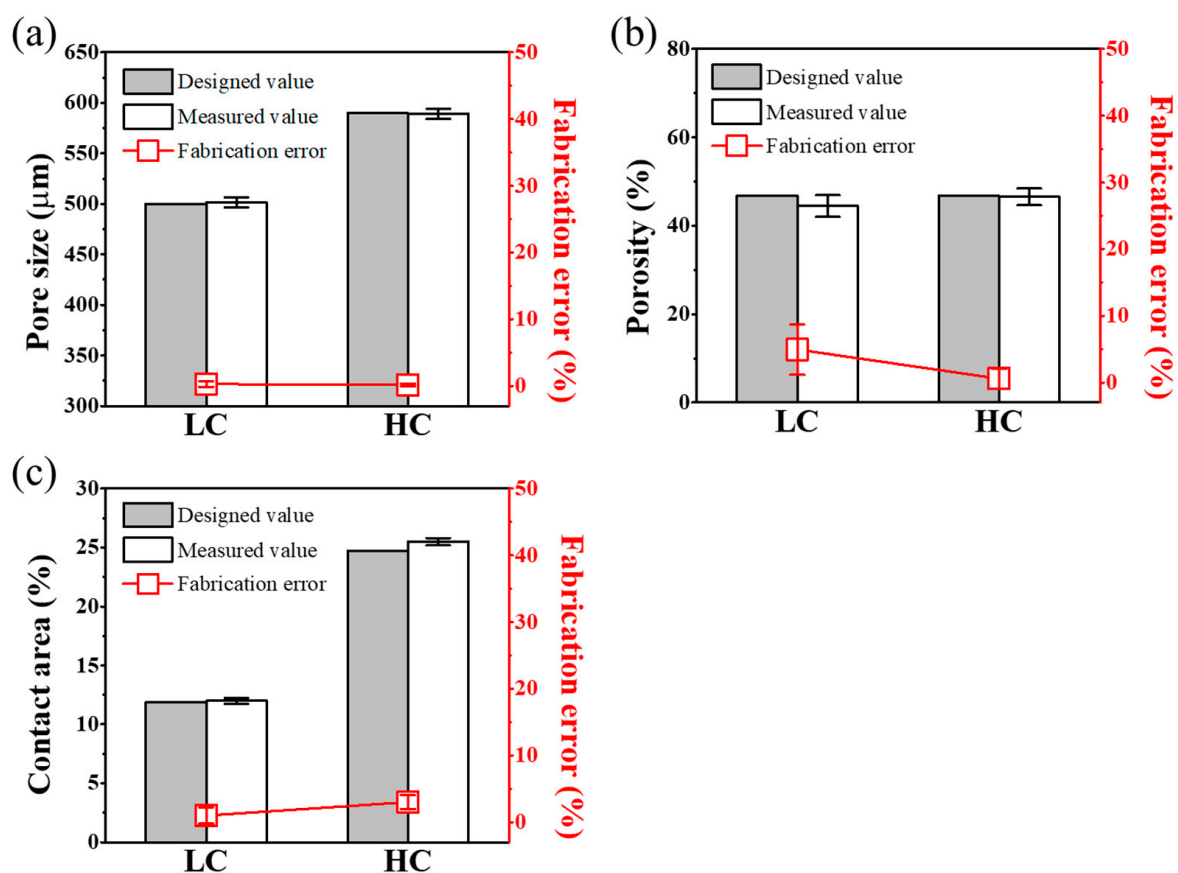 (a)
650
600
550
500
450
400
350
300
Pore size (μm)
Designed value
Measured value
Fabrication error
LC
HC
50
40
30
20
10
0
Fabrication error (%)
(b)
80
60
40
20
0
Porosity (%)
Designed value
Measured value
Fabrication error
LC
HC
50
40
30
20
10
0
Fabrication error (%)
(c)
30
25
20
15
10
5
0
Contact area (%)
Designed value
Measured value
Fabrication error
LC
HC
50
40
30
20
10
0
Fabrication error (%)